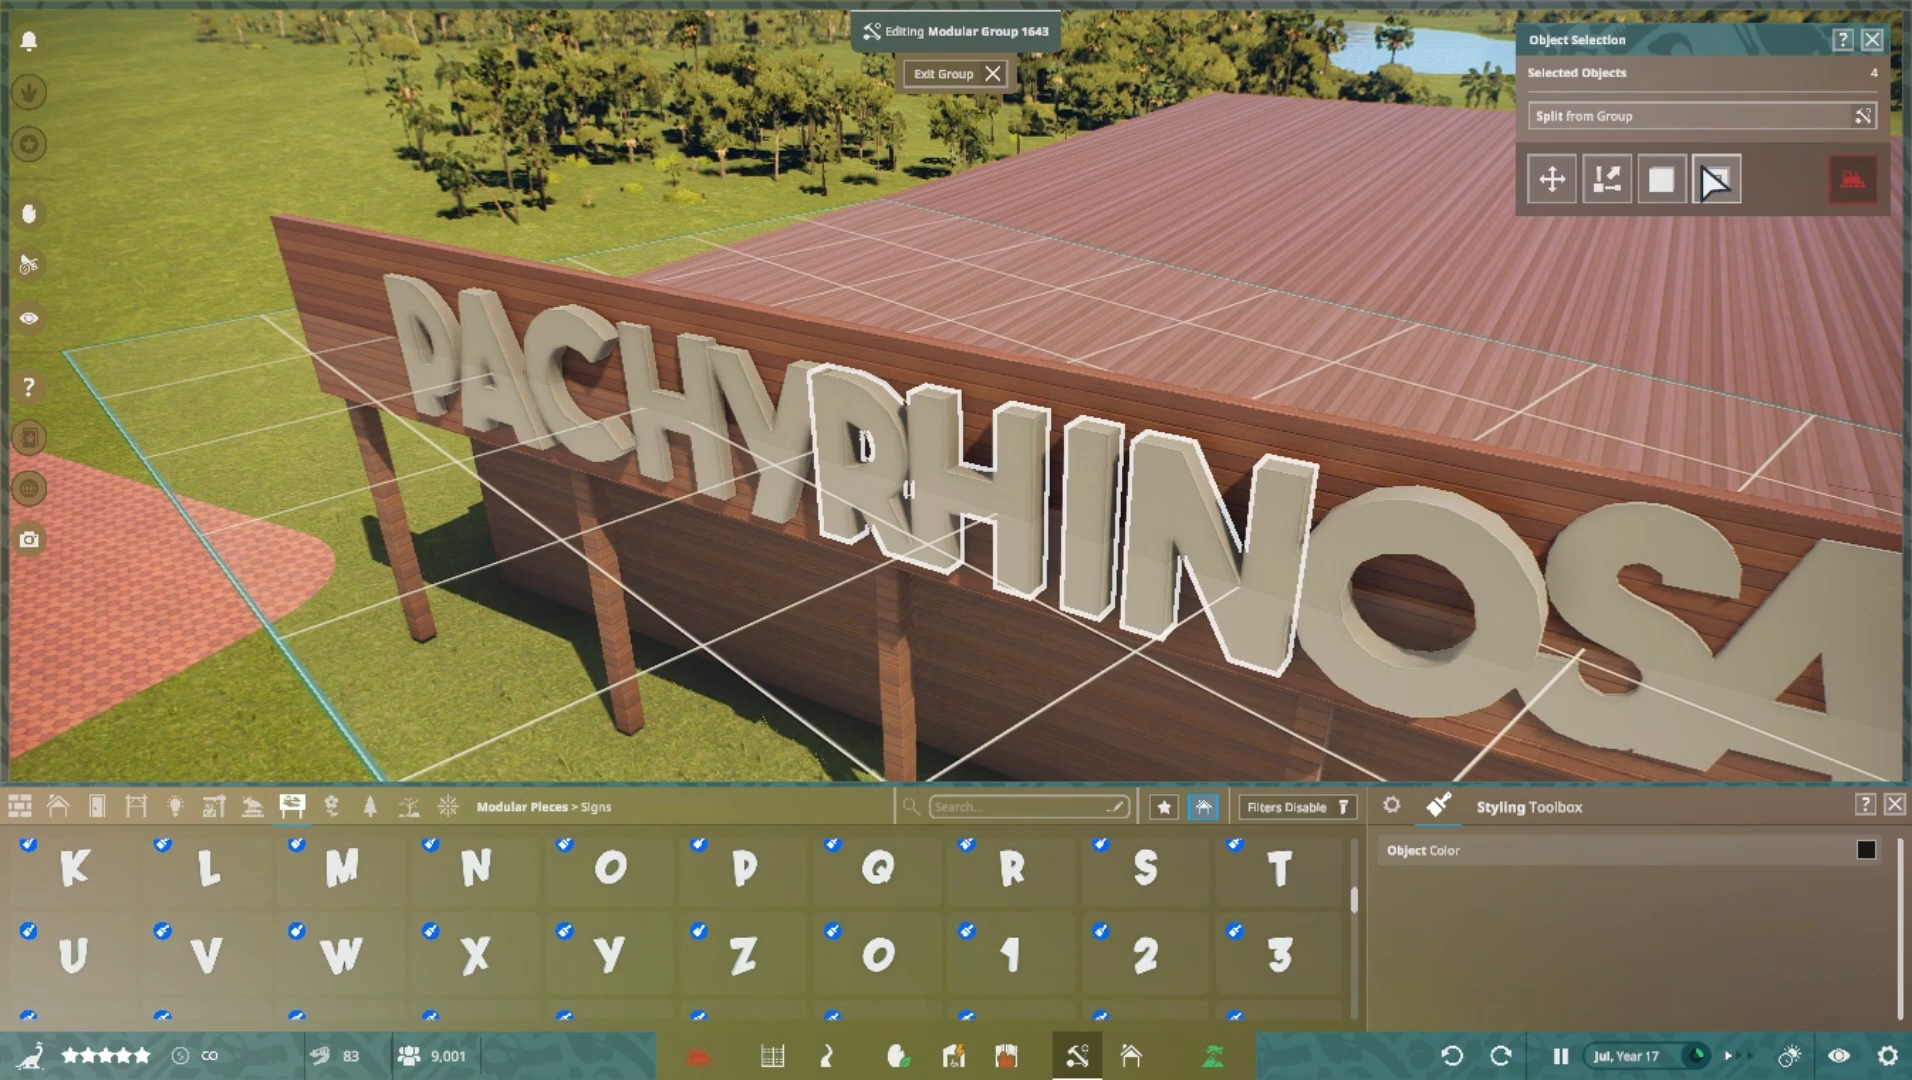 Editing Modular Group 1643
Exit Group
Object Selection
?
Selected Objects 4
Split from Group
?
PACHYRHINOSA
Modular Pieces > Signs
Search...
Filters Disable
Styling Toolbox
?
Object Color
K L M N O P Q R S T
U V W X Y Z 0 1 2 3
83
9,001
Jul, Year 17